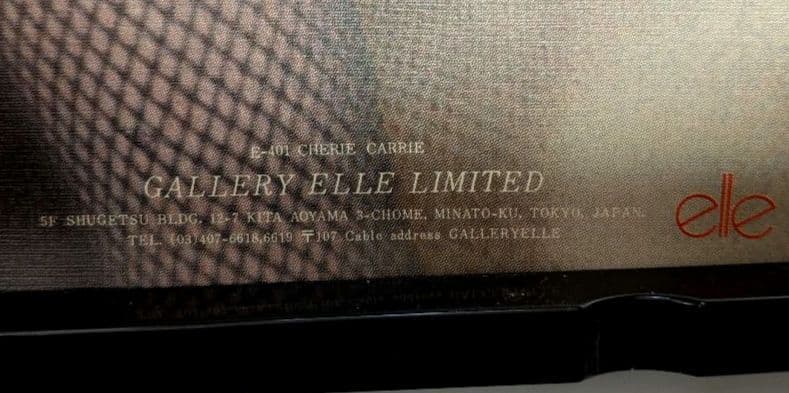 E-401 CHERIE CARRIE
GALLERY ELLE LIMITED
5F SHUGETSU BLDG, 12-7 KITA AOYAMA 3-CHOME, MINATO-KU, TOKYO, JAPAN.
TEL. (03)407-6618,6619 〒107 Cable address GALLERYELLE
elle